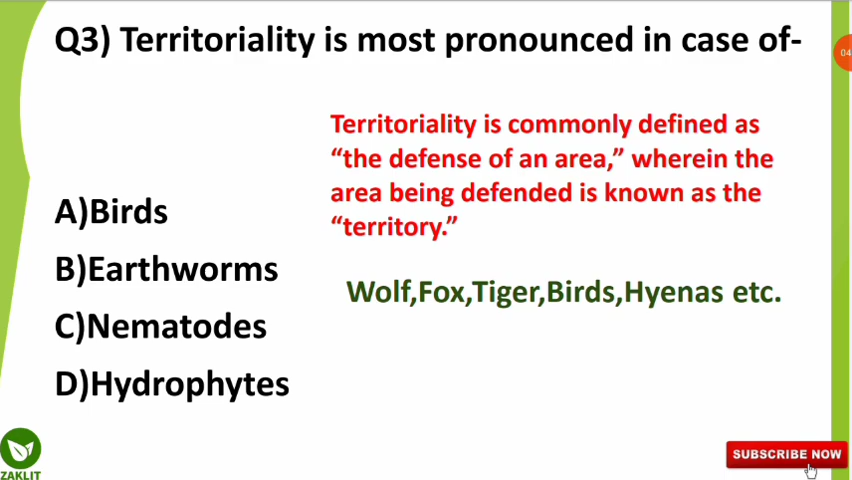 Q3) Territoriality is most pronounced in case of-
04
Territoriality is commonly defined as
“the defense of an area,” wherein the
area being defended is known as the
“territory.”
A)Birds
B)Earthworms
Wolf,Fox,Tiger,Birds,Hyenas etc.
C)Nematodes
D)Hydrophytes
ZAKLIT
SUBSCRIBE NOW